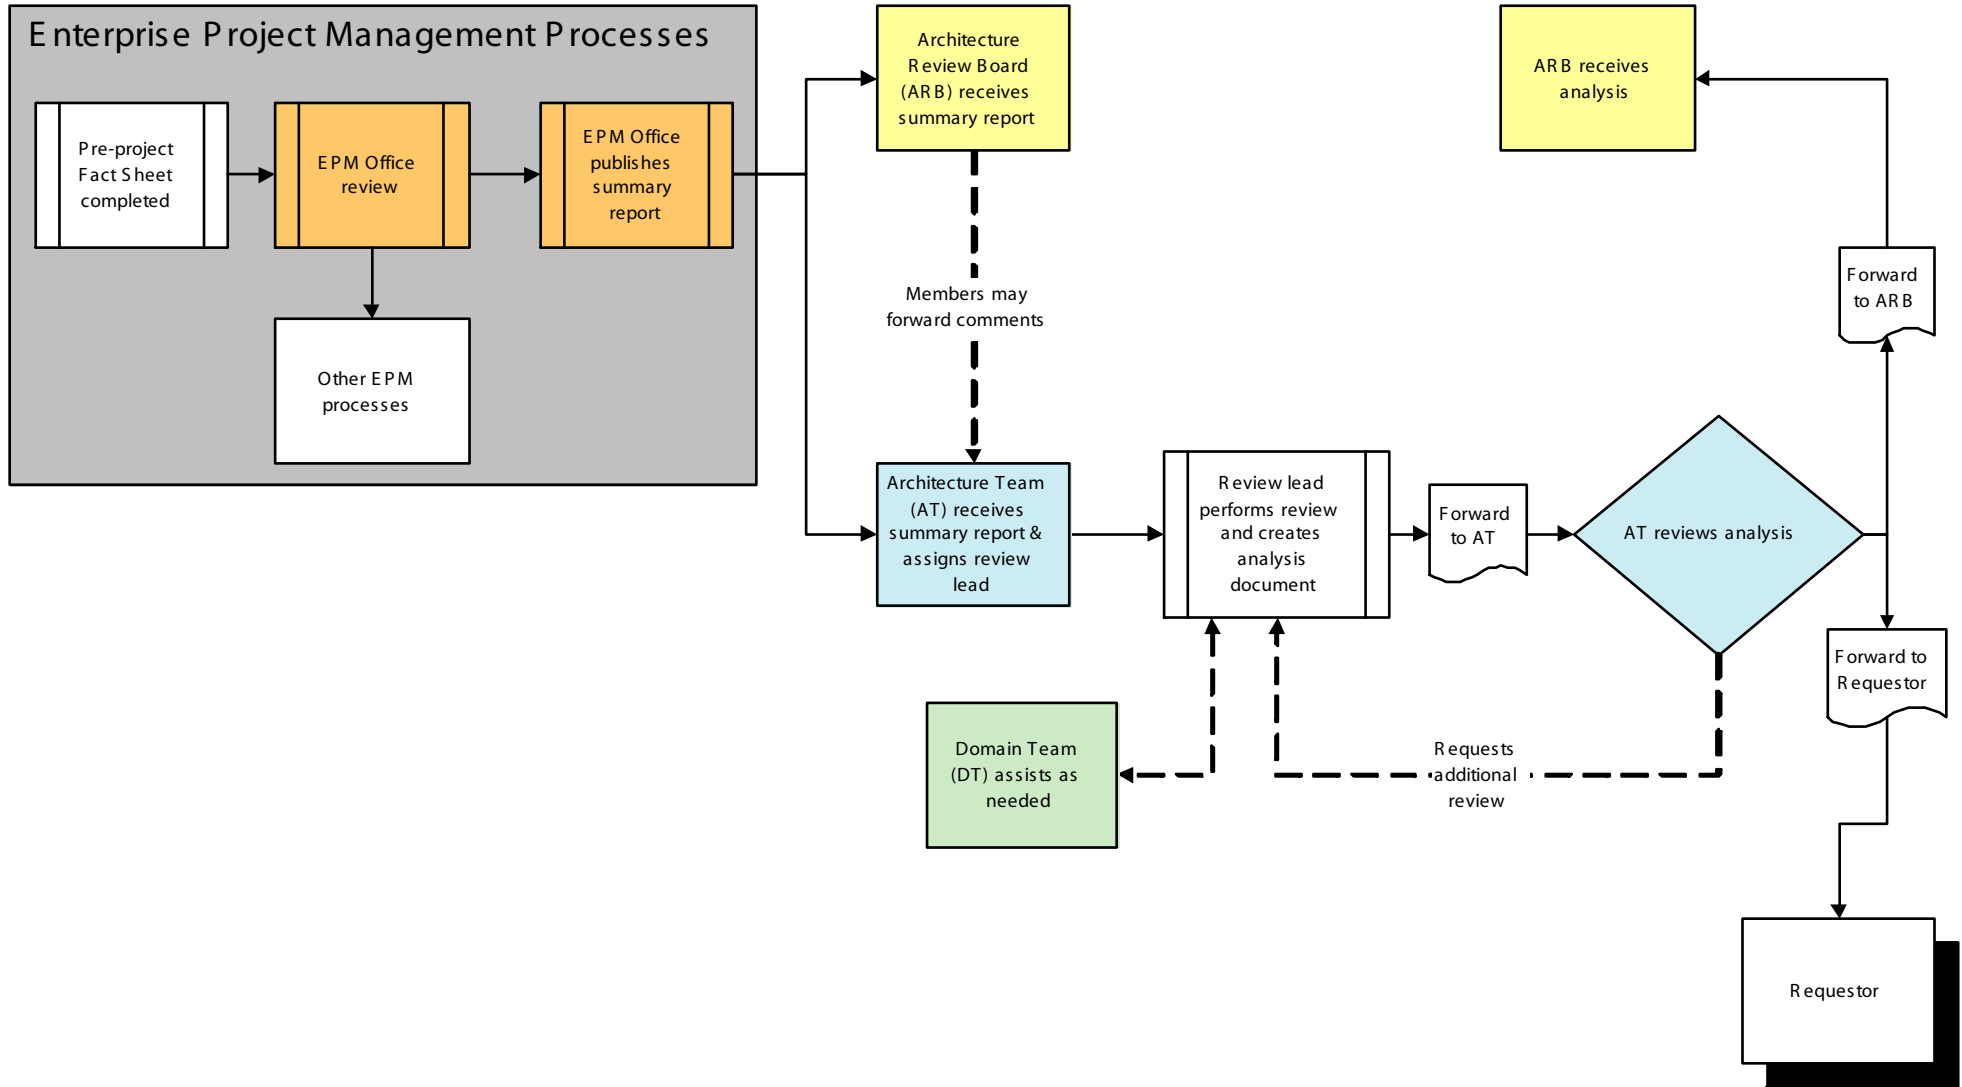 Enterprise Project Management Processes
Pre-project
Fact Sheet
completed
EPM Office
review
EPM Office
publishes
summary
report
Other EPM
processes
Architecture
Review Board
(ARB) receives
summary report
Members may
forward comments
Architecture Team
(AT) receives
summary report &
assigns review
lead
Review lead
performs review
and creates
analysis
document
Forward
to AT
AT reviews analysis
Forward
to ARB
ARB receives
analysis
Forward to
Requestor
Requests
additional
review
Domain Team
(DT) assists as
needed
Requestor